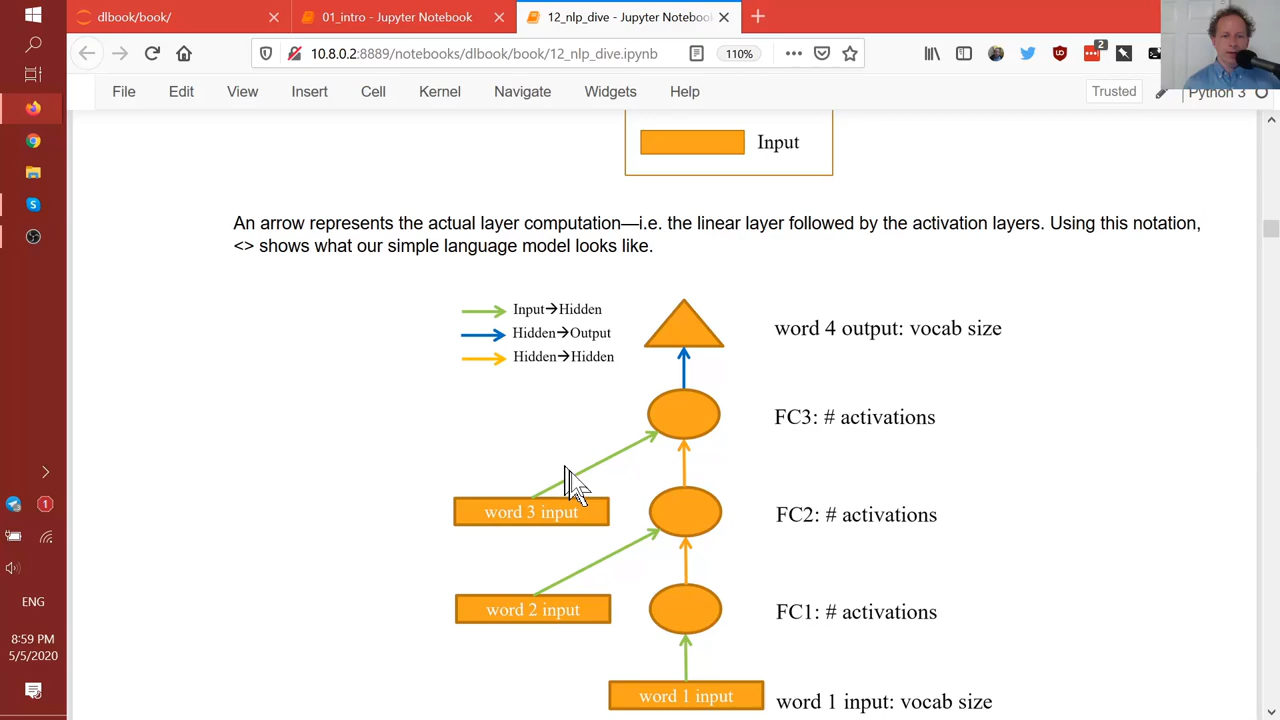 dlbook/book/
01_intro - Jupyter Notebook
12_nlp_dive - Jupyter Notebook
10.8.0.2:8889/notebooks/dlbook/book/12_nlp_dive.ipynb
110%
2
File
Edit
View
Insert
Cell
Kernel
Navigate
Widgets
Help
Trusted
Python 3
Input
An arrow represents the actual layer computation—i.e. the linear layer followed by the activation layers. Using this notation,
<> shows what our simple language model looks like.
Input→Hidden
Hidden→Output
Hidden→Hidden
word 4 output: vocab size
FC3: # activations
word 3 input
FC2: # activations
word 2 input
FC1: # activations
word 1 input
word 1 input: vocab size
1
ENG
8:59 PM
5/5/2020